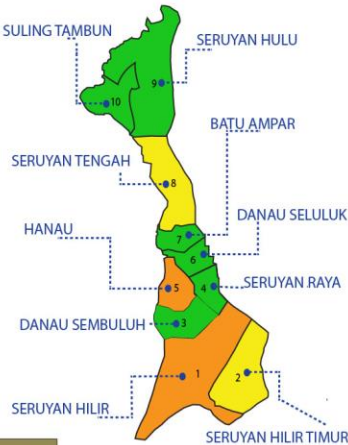 SULING TAMBUN
SERUYAN HULU
9
10
BATU AMPAR
SERUYAN TENGAH
8
DANAU SELULUK
HANAU
7
6
SERUYAN RAYA
5
4
DANAU SEMBULUH
3
1
2
SERUYAN HILIR
SERUYAN HILIR TIMUR